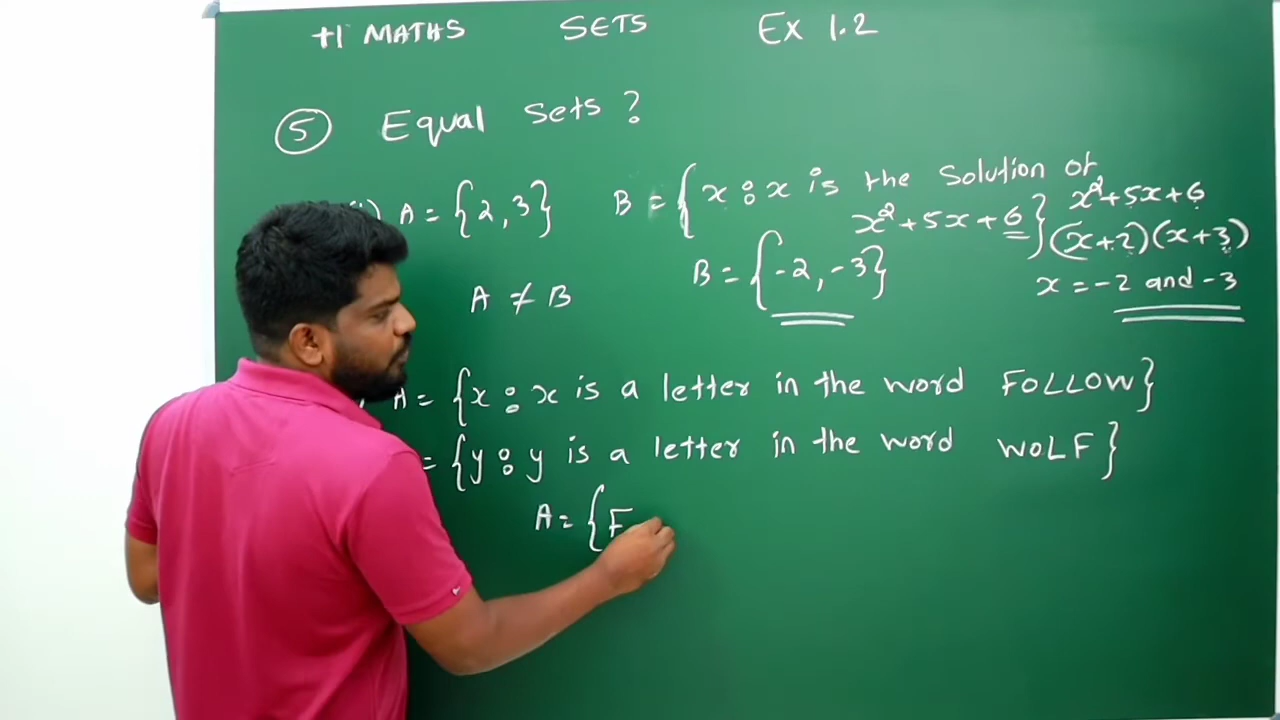 +1 MATHS SETS Ex 1.2
5 Equal Sets ?
i) A = {2, 3} B = {x : x is the Solution of
x² + 5x + 6}
x² + 5x + 6
(x + 2)(x + 3)
x = -2 and -3
B = {-2, -3}
A ≠ B
A = {x : x is a letter in the word FOLLOW}
= {y : y is a letter in the word WOLF}
A = {F